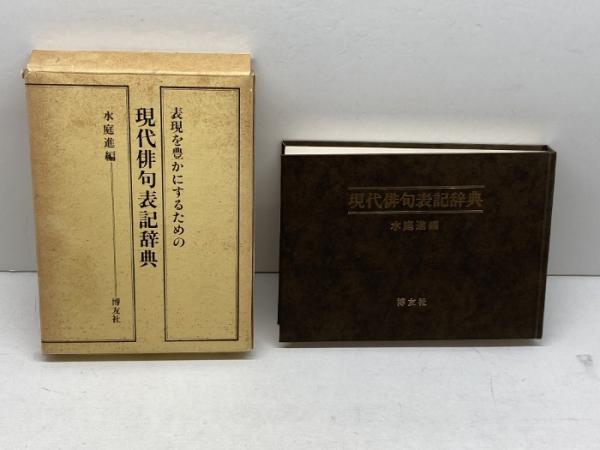 表現を豊かにするための
現代俳句表記辞典
水庭進編
博友社
現代俳句表記辞典
水庭進編
博友社